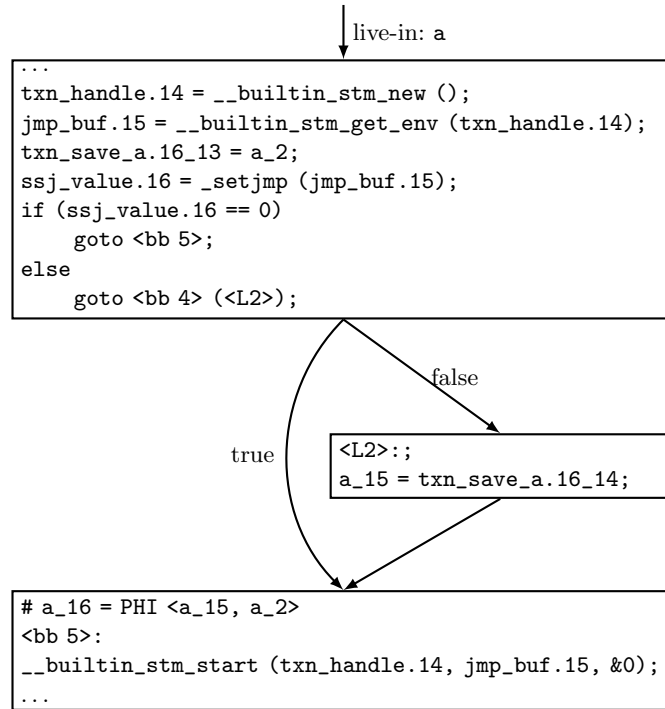 live-in: a
...
txn_handle.14 = __builtin_stm_new ();
jmp_buf.15 = __builtin_stm_get_env (txn_handle.14);
txn_save_a.16_13 = a_2;
ssj_value.16 = _setjmp (jmp_buf.15);
if (ssj_value.16 == 0)
goto <bb 5>;
else
goto <bb 4> (<L2>);
false
true
<L2>:;
a_15 = txn_save_a.16_14;
# a_16 = PHI <a_15, a_2>
<bb 5>:
__builtin_stm_start (txn_handle.14, jmp_buf.15, &0);
...